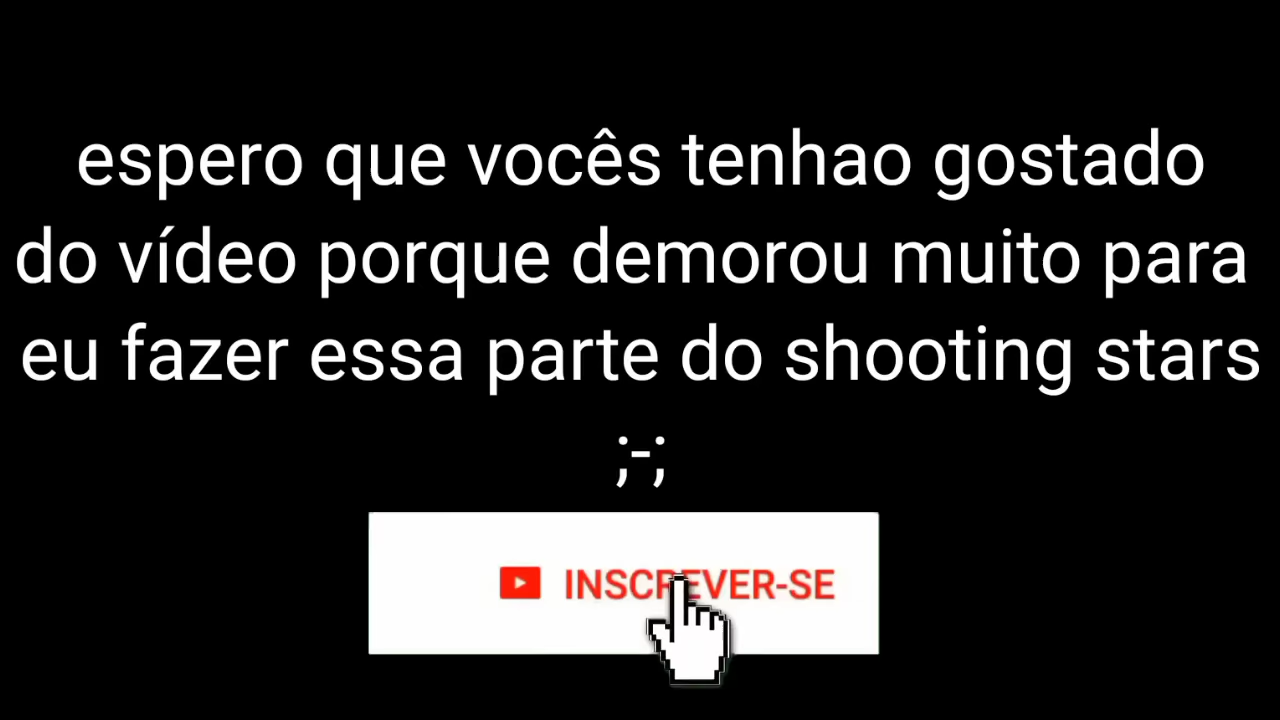 espero que vocês tenhao gostado
do vídeo porque demorou muito para
eu fazer essa parte do shooting stars
;-;
INSCREVER-SE